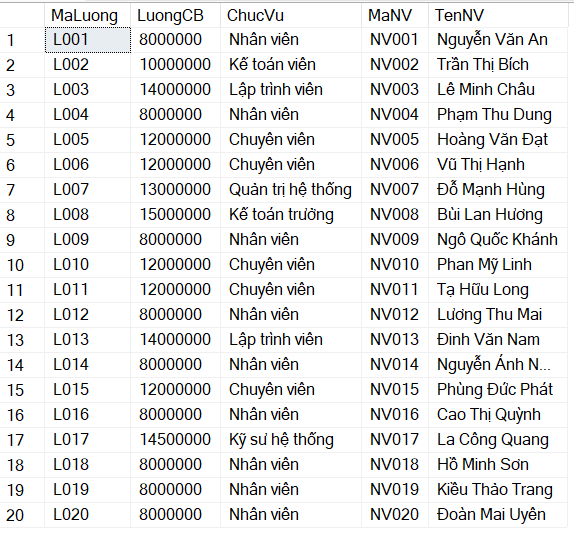 MaLuong LuongCB ChucVu MaNV TenNV
1 L001 8000000 Nhân viên NV001 Nguyễn Văn An
2 L002 10000000 Kế toán viên NV002 Trần Thị Bích
3 L003 14000000 Lập trình viên NV003 Lê Minh Châu
4 L004 8000000 Nhân viên NV004 Phạm Thu Dung
5 L005 12000000 Chuyên viên NV005 Hoàng Văn Đạt
6 L006 12000000 Chuyên viên NV006 Vũ Thị Hạnh
7 L007 13000000 Quản trị hệ thống NV007 Đỗ Mạnh Hùng
8 L008 15000000 Kế toán trưởng NV008 Bùi Lan Hương
9 L009 8000000 Nhân viên NV009 Ngô Quốc Khánh
10 L010 12000000 Chuyên viên NV010 Phan Mỹ Linh
11 L011 12000000 Chuyên viên NV011 Tạ Hữu Long
12 L012 8000000 Nhân viên NV012 Lương Thu Mai
13 L013 14000000 Lập trình viên NV013 Đinh Văn Nam
14 L014 8000000 Nhân viên NV014 Nguyễn Ánh N...
15 L015 12000000 Chuyên viên NV015 Phùng Đức Phát
16 L016 8000000 Nhân viên NV016 Cao Thị Quỳnh
17 L017 14500000 Kỹ sư hệ thống NV017 La Công Quang
18 L018 8000000 Nhân viên NV018 Hồ Minh Sơn
19 L019 8000000 Nhân viên NV019 Kiều Thảo Trang
20 L020 8000000 Nhân viên NV020 Đoàn Mai Uyên